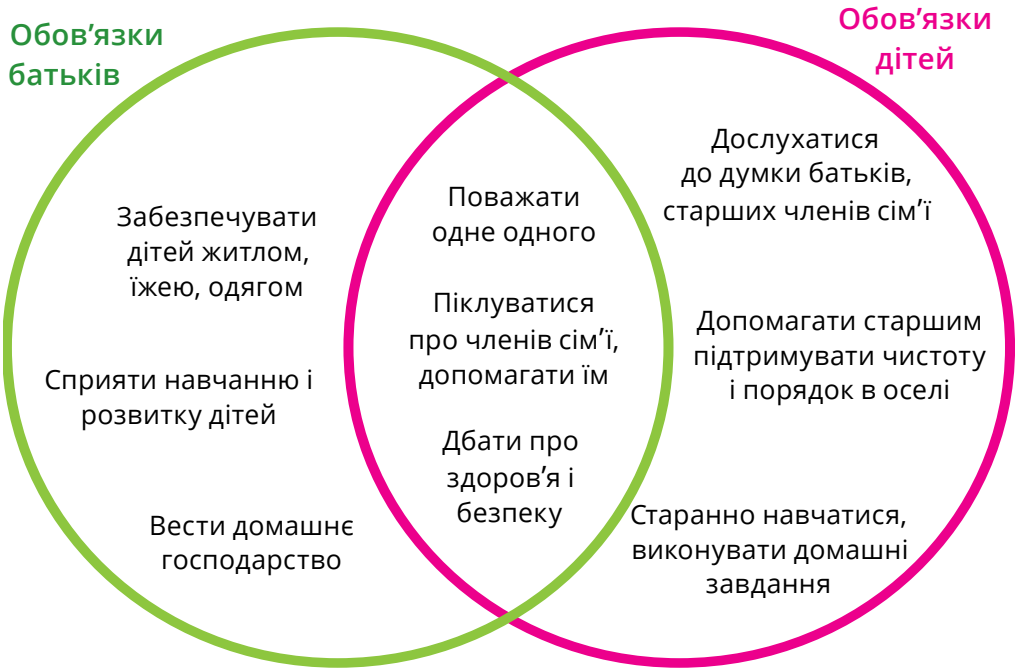 Обов’язки
батьків
Забезпечувати
дітей житлом,
їжею, одягом
Сприяти навчанню і
розвитку дітей
Вести домашнє
господарство
Поважати
одне одного
Піклуватися
про членів сім’ї,
допомагати їм
Дбати про
здоров’я і
безпеку
Обов’язки
дітей
Дослухатися
до думки батьків,
старших членів сім’ї
Допомагати старшим
підтримувати чистоту
і порядок в оселі
Старанно навчатися,
виконувати домашні
завдання